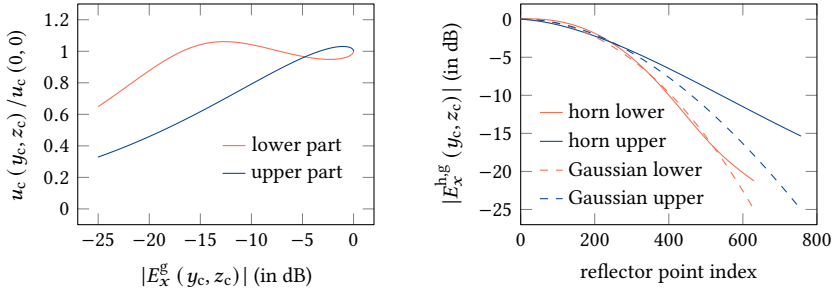 1.2
1
0.8
0.6
0.4
0.2
0
u_c (y_c, z_c) / u_c (0, 0)
lower part
upper part
−25 −20 −15 −10 −5 0
|E_x^g (y_c, z_c)| (in dB)
0
−5
−10
−15
−20
−25
|E_x^{h,g} (y_c, z_c)| (in dB)
horn lower
horn upper
Gaussian lower
Gaussian upper
0 200 400 600 800
reflector point index